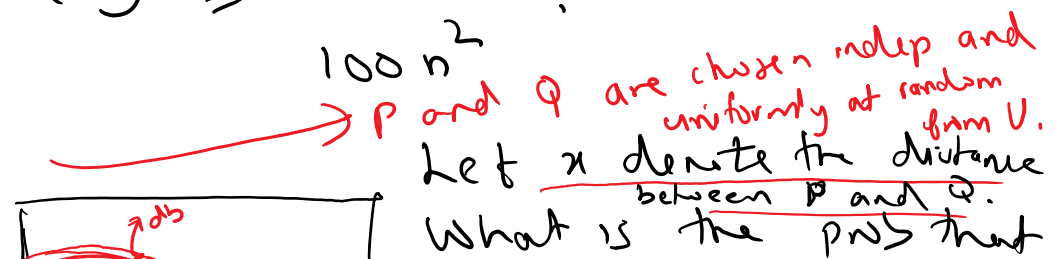 100 n²
P and Q are chosen indep and
uniformly at random
from U.
Let x denote the distance
between P and Q.
db
What is the prob that